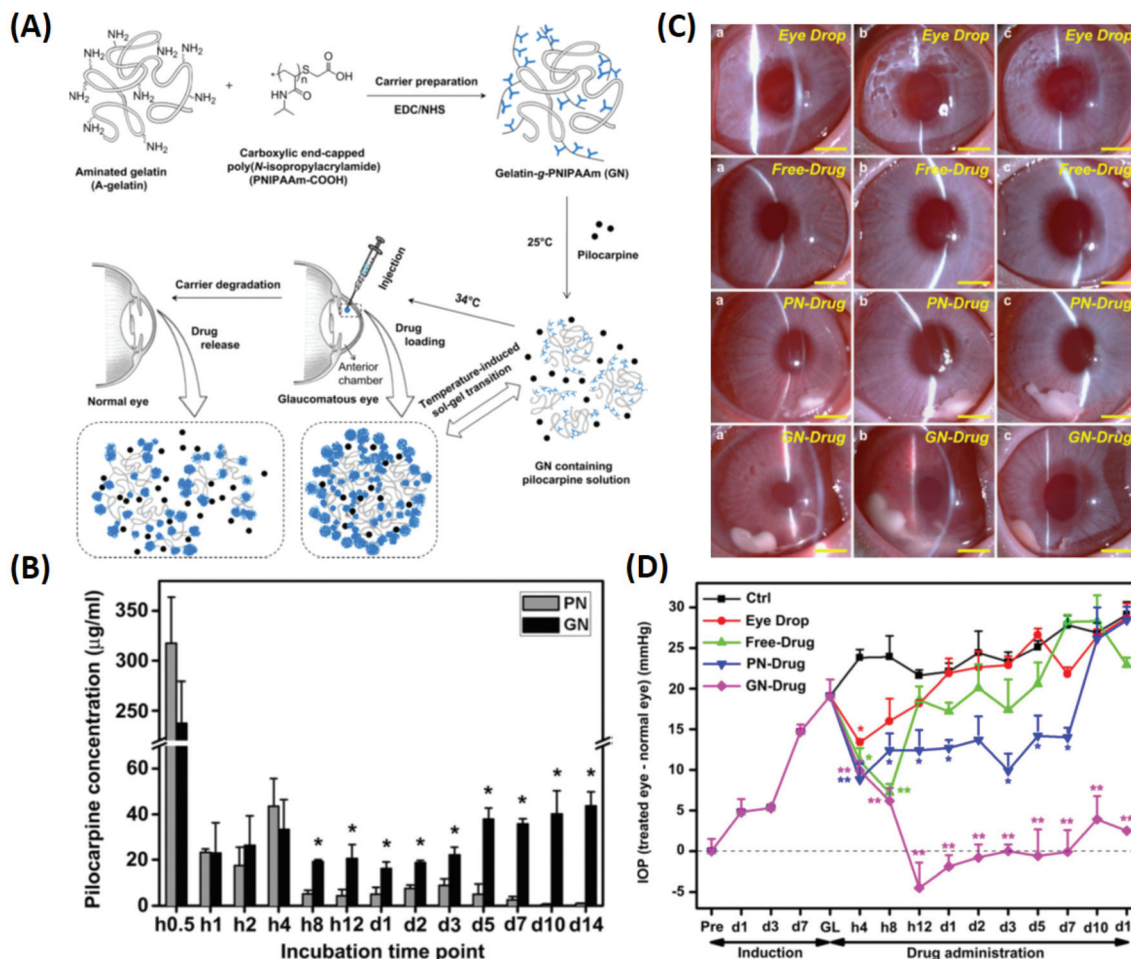 (A)
NH2
NH2
NH2
NH2
NH2
NH2
NH2
NH2
NH2
Aminated gelatin
(A-gelatin)
+
*
n
S
OH
O
HN
O
Carboxylic end-capped
poly(N-isopropylacrylamide)
(PNIPAAm-COOH)
Carrier preparation
EDC/NHS
Gelatin-g-PNIPAAm (GN)
25°C
Pilocarpine
GN containing
pilocarpine solution
34°C
Temperature-induced
sol-gel transition
Injection
Drug
loading
Anterior
chamber
Glaucomatous eye
Carrier degradation
Drug
release
Normal eye
(B)
Pilocarpine concentration (μg/ml)
350
300
250
60
40
20
0
PN
GN
* * * * * * * * *
h0.5 h1 h2 h4 h8 h12 d1 d2 d3 d5 d7 d10 d14
Incubation time point
(C)
a Eye Drop b Eye Drop c Eye Drop
a Free-Drug b Free-Drug c Free-Drug
a PN-Drug b PN-Drug c PN-Drug
a GN-Drug b GN-Drug c GN-Drug
(D)
IOP (treated eye - normal eye) (mmHg)
30
25
20
15
10
5
0
-5
Ctrl
Eye Drop
Free-Drug
PN-Drug
GN-Drug
*
*
**
**
*
**
**
*
*
*
*
*
**
**
**
**
**
**
**
**
Pre d1 d3 d7 GL h4 h8 h12 d1 d2 d3 d5 d7 d10 d1
Induction Drug administration